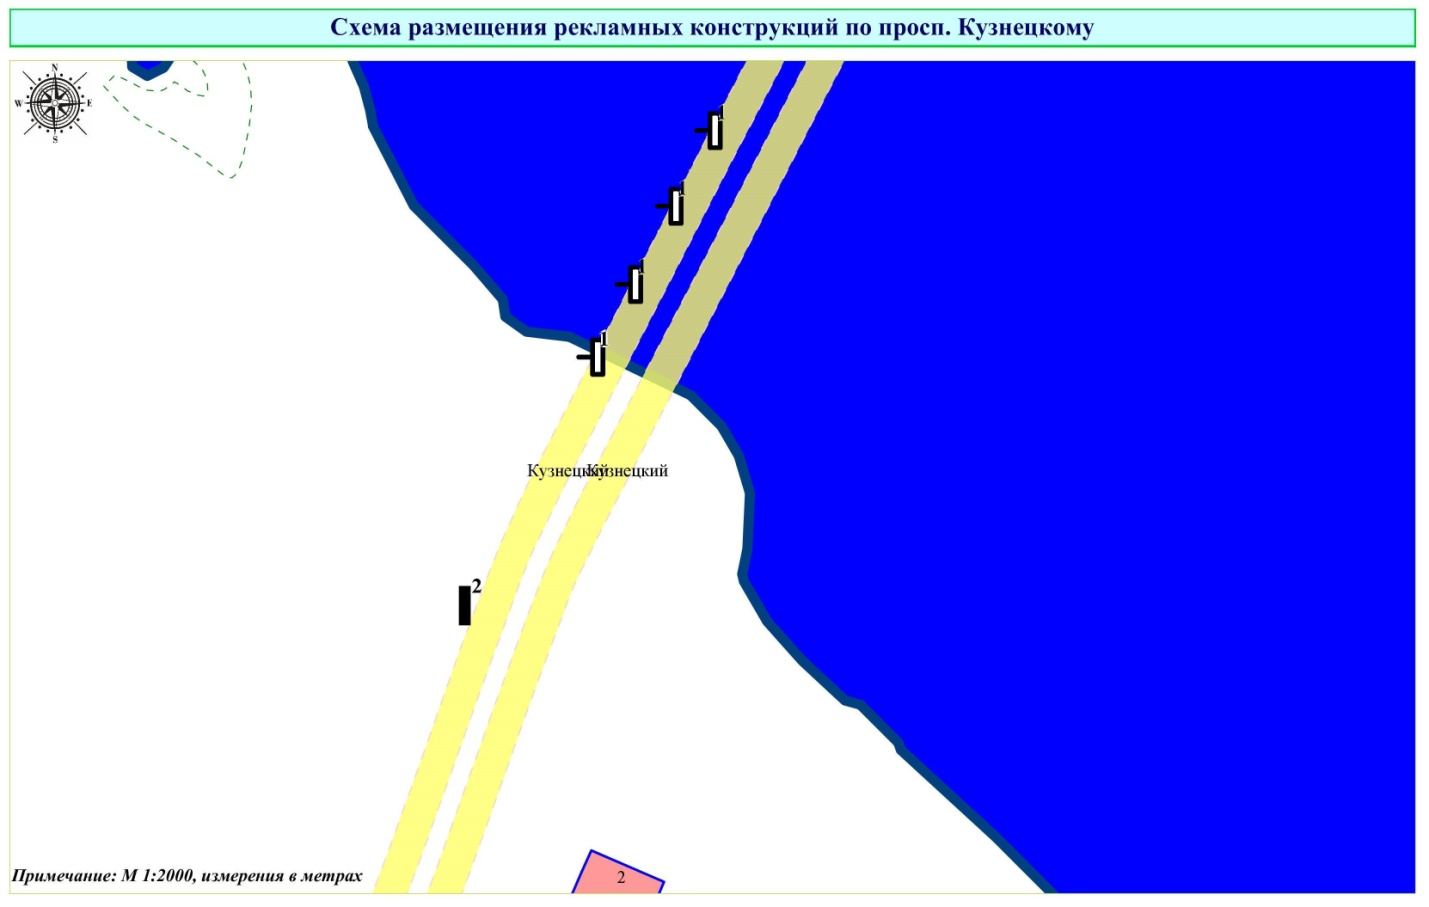 Схема размещения рекламных конструкций по просп. Кузнецкому
N
W E
S
1
1
1
1
Кузнецкий Кузнецкий
2
Примечание: М 1:2000, измерения в метрах
2